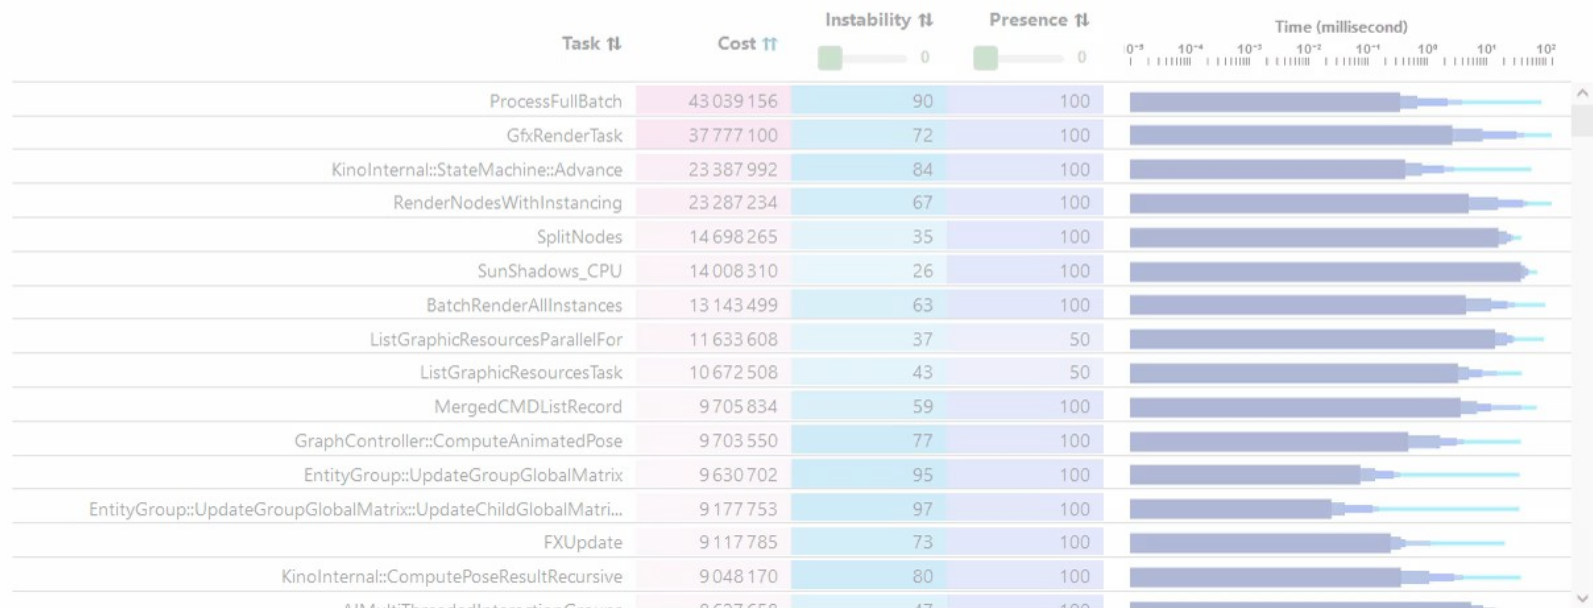 Task ⇅ Cost ⇈ Instability ⇅ Presence ⇅ Time (millisecond)
0 0 10⁻⁴ 10⁻³ 10⁻² 10⁻¹ 10⁰ 10¹ 10²
ProcessFullBatch 43 039 156 90 100
GfxRenderTask 37 777 100 72 100
KinoInternal::StateMachine::Advance 23 387 992 84 100
RenderNodesWithInstancing 23 287 234 67 100
SplitNodes 14 698 265 35 100
SunShadows_CPU 14 008 310 26 100
BatchRenderAllInstances 13 143 499 63 100
ListGraphicResourcesParallelFor 11 633 608 37 50
ListGraphicResourcesTask 10 672 508 43 50
MergedCMDListRecord 9 705 834 59 100
GraphController::ComputeAnimatedPose 9 703 550 77 100
EntityGroup::UpdateGroupGlobalMatrix 9 630 702 95 100
EntityGroup::UpdateGroupGlobalMatrix::UpdateChildGlobalMatri... 9 177 753 97 100
FXUpdate 9 117 785 73 100
KinoInternal::ComputePoseResultRecursive 9 048 170 80 100